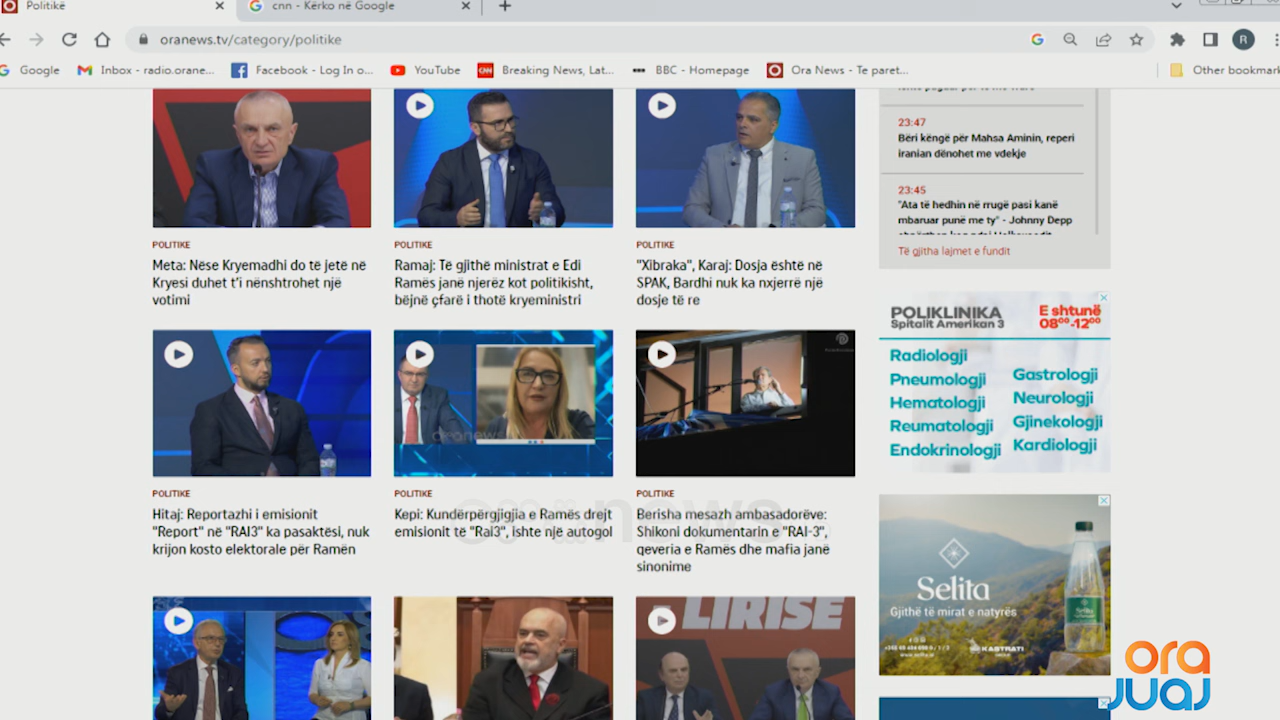 Politikë
cnn - Kërko në Google
oranews.tv/category/politike
R
Google
Inbox - radio.orane...
Facebook - Log In o...
YouTube
CNN
Breaking News, Lat...
BBC - Homepage
Ora News - Te paret...
Other bookmark
POLITIKE
Meta: Nëse Kryemadhi do të jetë në
Kryesi duhet t'i nënshtrohet një
votimi
POLITIKE
Ramaj: Të gjithë ministrat e Edi
Ramës janë njerëz kot politikisht,
bëjnë çfarë i thotë kryeministri
POLITIKE
"Xibraka", Karaj: Dosja është në
SPAK, Bardhi nuk ka nxjerrë një
dosje të re
POLITIKE
Hitaj: Reportazhi i emisionit
"Report" në "RAI3" ka pasaktësi, nuk
krijon kosto elektorale për Ramën
oranews
POLITIKE
Kepi: Kundërpërgjigjia e Ramës drejt
emisionit të "Rai3", ishte një autogol
POLITIKE
Berisha mesazh ambasadorëve:
Shikoni dokumentarin e "RAI-3",
qeveria e Ramës dhe mafia janë
sinonime
oranews
LIRISË
23:47
Bëri këngë për Mahsa Aminin, reperi
iranian dënohet me vdekje
23:45
"Ata të hedhin në rrugë pasi kanë
mbaruar punë me ty" - Johnny Depp
Të gjitha lajmet e fundit
POLIKLINIKA
Spitalit Amerikan 3
E shtunë
08⁰⁰-12⁰⁰
Radiologji
Pneumologji
Hematologji
Reumatologji
Endokrinologji
Gastrologji
Neurologji
Gjinekologji
Kardiologji
Selita
Gjithë të mirat e natyrës
KASTRATI
ora
JUAJ